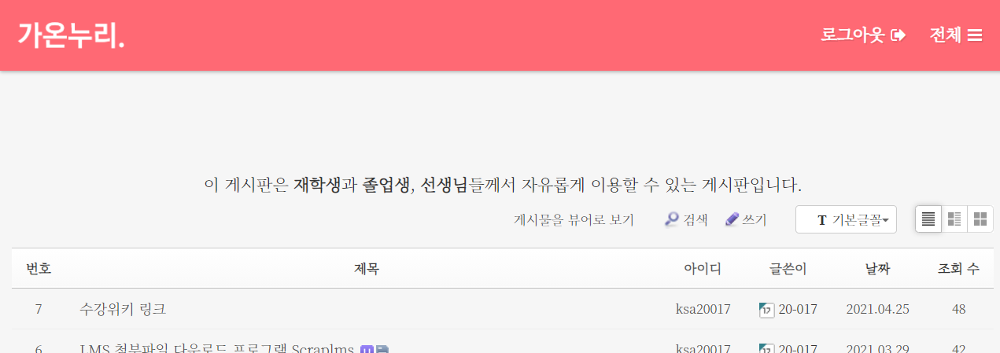 가온누리.
로그아웃 전체
이 게시판은 재학생과 졸업생, 선생님들께서 자유롭게 이용할 수 있는 게시판입니다.
게시물을 뷰어로 보기 검색 쓰기 T 기본글꼴
번호 제목 아이디 글쓴이 날짜 조회 수
7 수강위키 링크 ksa20017 17 20-017 2021.04.25 48
6 LMS 첨부파일 다운로드 프로그램 Scraplms ksa20017 17 20-017 2021.03.29 42